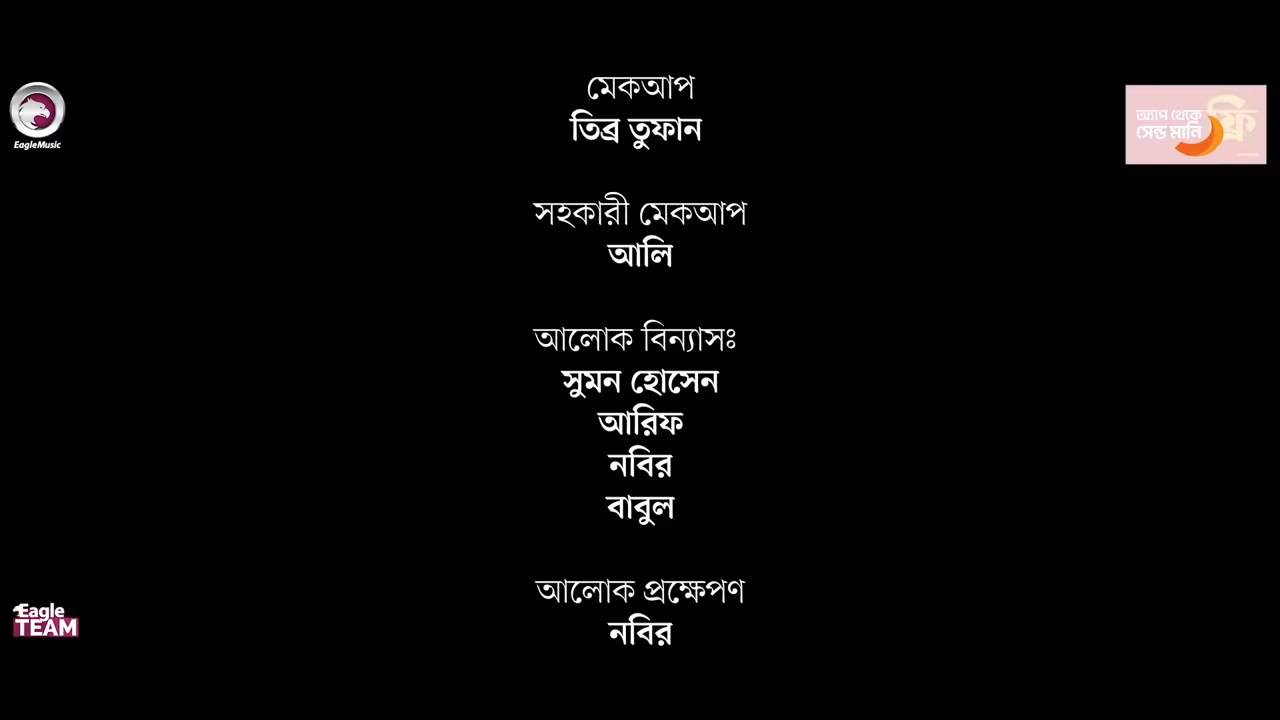 মেকআপ
তিব্র তুফান
সহকারী মেকআপ
আলি
আলোক বিন্যাসঃ
সুমন হোসেন
আরিফ
নবির
বাবুল
আলোক প্রক্ষেপণ
নবির
EagleMusic
অ্যাপ থেকে
সেন্ড মানি
ফ্রি
Eagle
TEAM